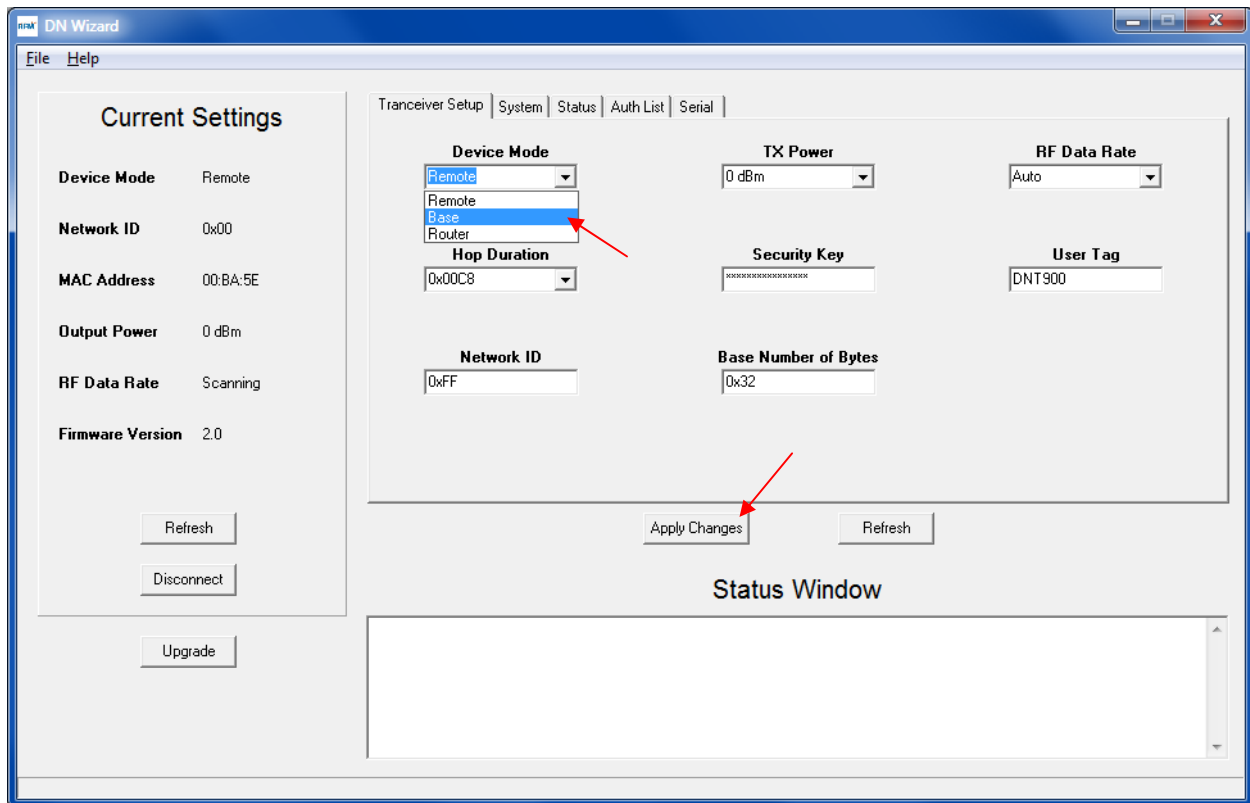 RFM DN Wizard
File Help
Current Settings
Device Mode Remote
Network ID 0x00
MAC Address 00:BA:5E
Output Power 0 dBm
RF Data Rate Scanning
Firmware Version 2.0
Refresh
Disconnect
Upgrade
Tranceiver Setup System Status Auth List Serial
Device Mode TX Power RF Data Rate
Remote 0 dBm Auto
Remote
Base
Router
Hop Duration Security Key User Tag
0x00C8 **************** DNT900
Network ID Base Number of Bytes
0xFF 0x32
Apply Changes Refresh
Status Window